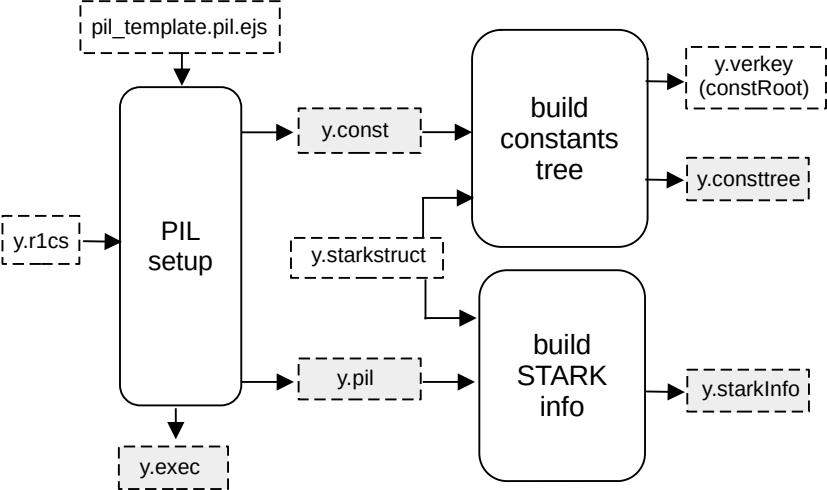 pil_template.pil.ejs
y.verkey
(constRoot)
build
constants
tree
y.const
y.consttree
PIL
setup
y.r1cs
y.starkstruct
build
STARK
info
y.pil
y.starkInfo
y.exec